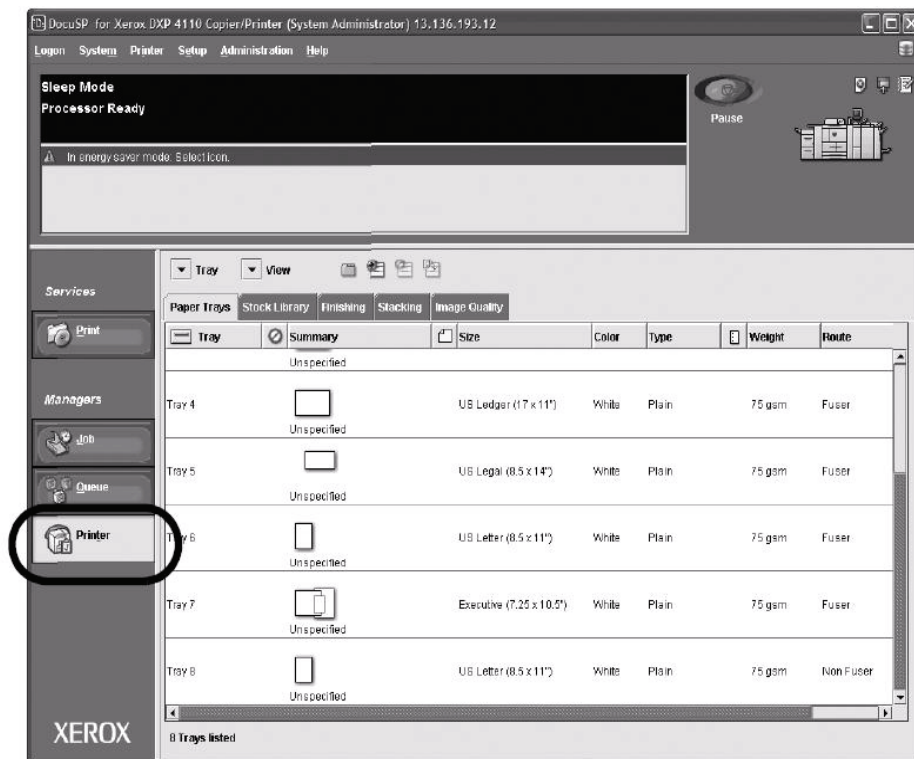 DocuSP for Xerox DXP 4110 Copier/Printer (System Administrator) 13.136.193.12
Logon System Printer Setup Administration Help
Sleep Mode
Processor Ready
Pause
In energy saver mode: Select icon.
Tray View
Services
Paper Trays Stock Library Finishing Stacking Image Quality
Print
Tray Summary Size Color Type Weight Route
Unspecified
Managers
Tray 4 US Ledger (17 x 11") White Plain 75 gsm Fuser
Unspecified
Job
Tray 5 US Legal (8.5 x 14") White Plain 75 gsm Fuser
Queue
Unspecified
Printer
Tray 6 US Letter (8.5 x 11") White Plain 75 gsm Fuser
Unspecified
Tray 7 Executive (7.25 x 10.5") White Plain 75 gsm Fuser
Unspecified
Tray 8 US Letter (8.5 x 11") White Plain 75 gsm Non Fuser
Unspecified
XEROX
8 Trays listed